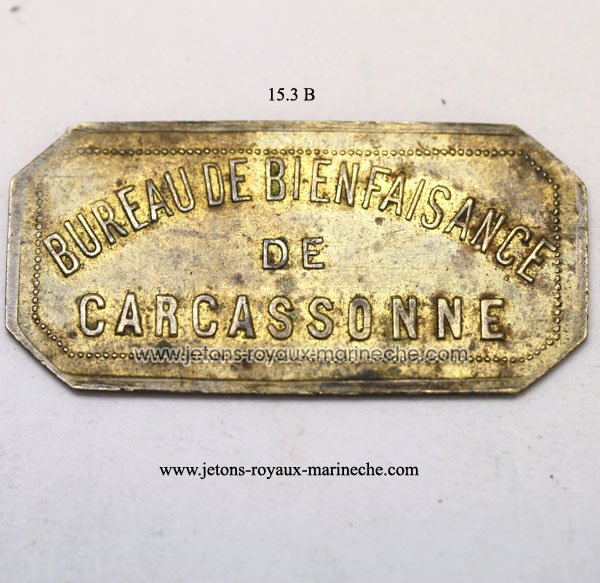 15.3 B
BUREAU DE BIENFAISANCE
DE
CARCASSONNE
www.jetons-royaux-marineche.com
www.jetons-royaux-marineche.com